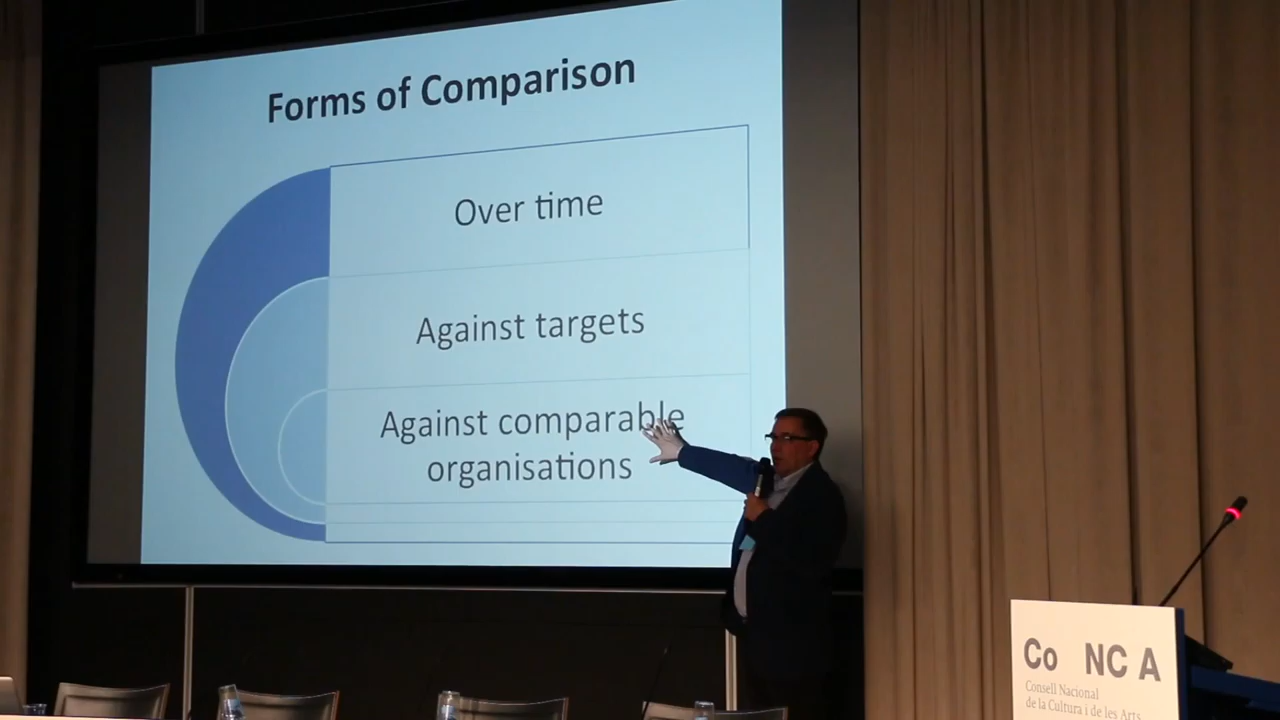 Forms of Comparison
Over time
Against targets
Against comparable
organisations
Co NC A
Consell Nacional
de la Cultura i de les Arts